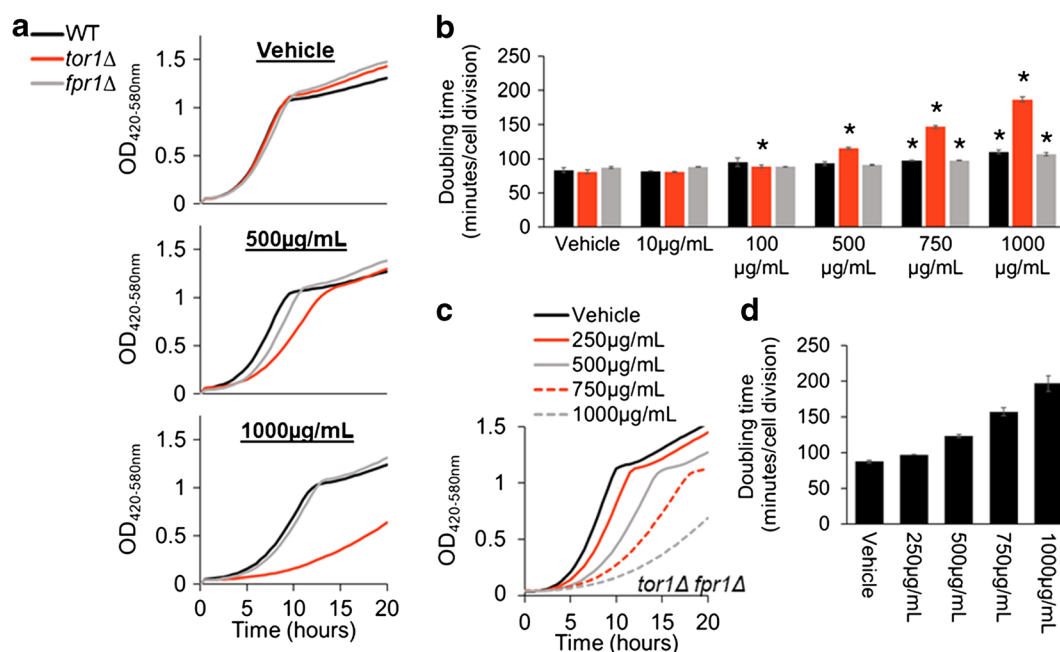 a
WT
tor1Δ
fpr1Δ
Vehicle
OD420-580nm
1.5
1
0.5
0
500µg/mL
OD420-580nm
1.5
1
0.5
0
1000µg/mL
OD420-580nm
1.5
1
0.5
0
0 5 10 15 20
Time (hours)
b
Doubling time
(minutes/cell division)
250
200
150
100
50
0
* * * * * * * *
Vehicle 10µg/mL 100 500 750 1000
µg/mL µg/mL µg/mL µg/mL
c
Vehicle
250µg/mL
500µg/mL
750µg/mL
1000µg/mL
OD420-580nm
1.5
1
0.5
0
tor1Δ fpr1Δ
0 5 10 15 20
Time (hours)
d
Doubling time
(minutes/cell division)
250
200
150
100
50
0
Vehicle
250µg/mL
500µg/mL
750µg/mL
1000µg/mL